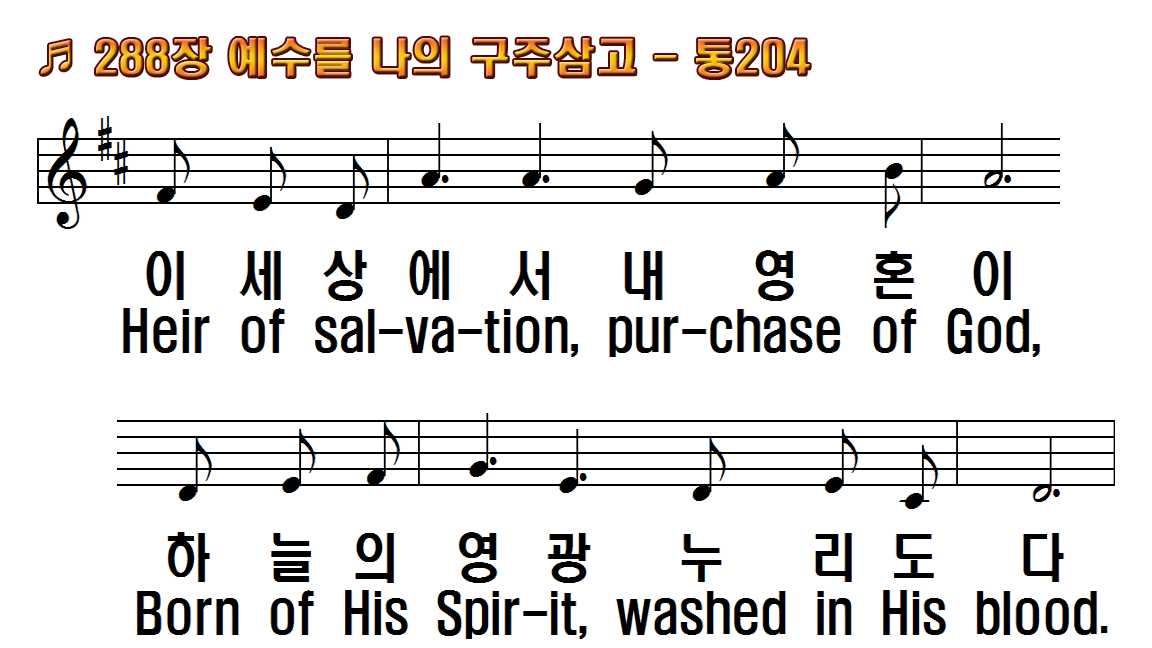 ♬ 288장 예수를 나의 구주삼고 - 통204
이 세 상 에 서 내 영 혼 이
Heir of sal-va-tion, pur-chase of God,
하 늘 의 영 광 누 리 도 다
Born of His Spir-it, washed in His blood.